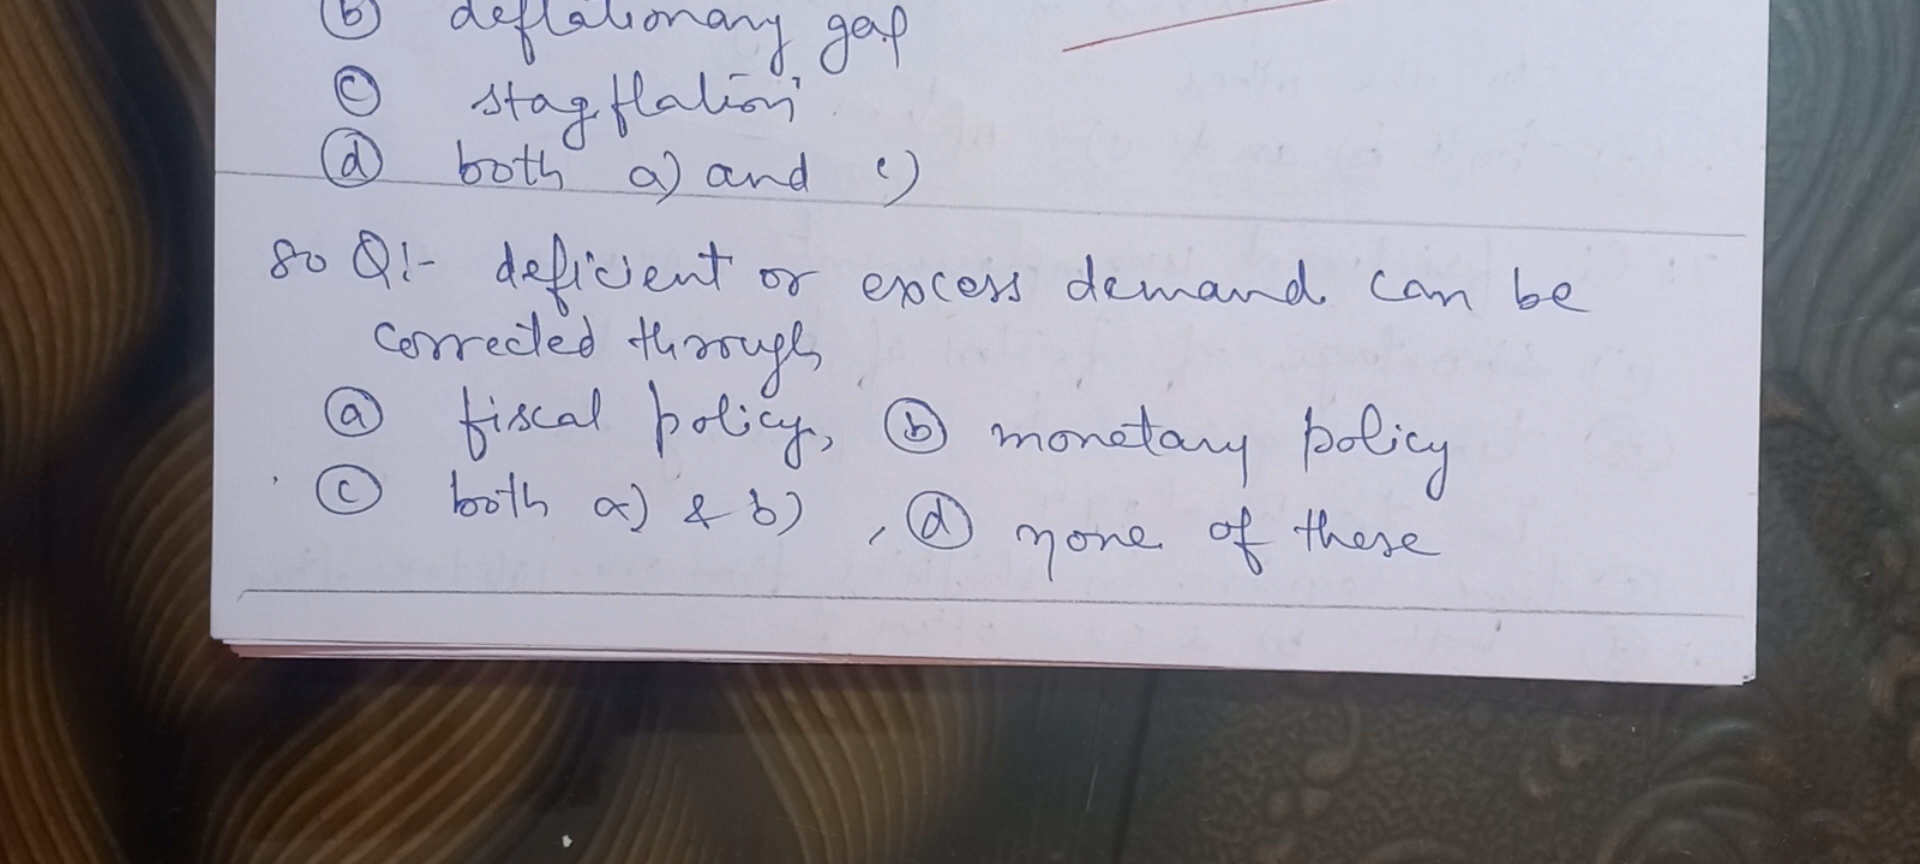 (b) deflationary gap
(c) stagflation
(d) both a) and c)
80 Q:- deficient or excess demand can be
corrected through
(a) fiscal policy, (b) monetary policy
(c) both a) & b) , (d) none of these